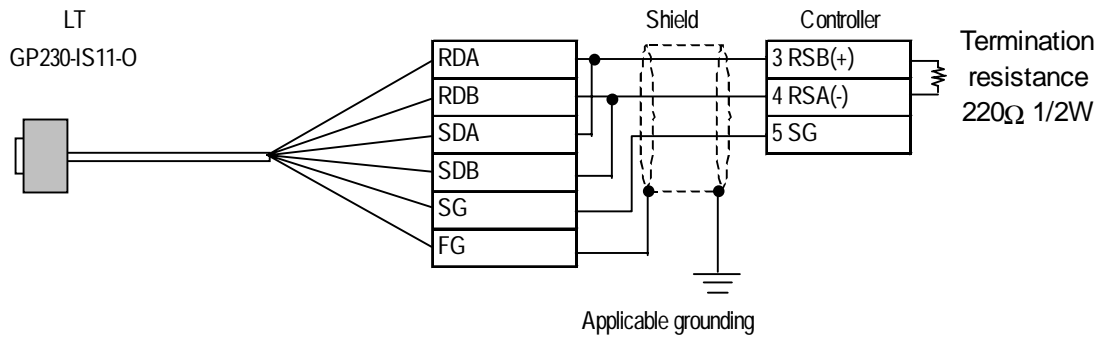 LT
GP230-IS11-O
RDA
RDB
SDA
SDB
SG
FG
Shield
Controller
3 RSB(+)
4 RSA(-)
5 SG
Termination
resistance
220Ω 1/2W
Applicable grounding